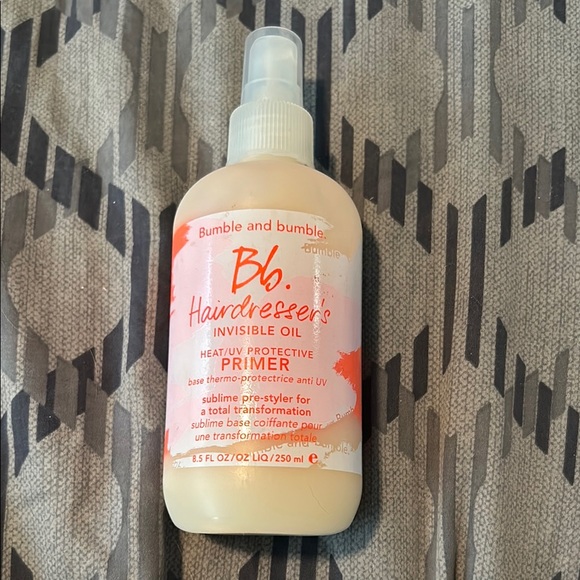 Bumble and bumble.
Bumble
Bb.
Hairdresser's
INVISIBLE OIL
HEAT/UV PROTECTIVE
PRIMER
base thermo-protectrice anti UV
sublime pre-styler for
a total transformation
sublime base coiffante pour
une transformation totale
8.5 FL OZ/OZ LIQ/250 ml e